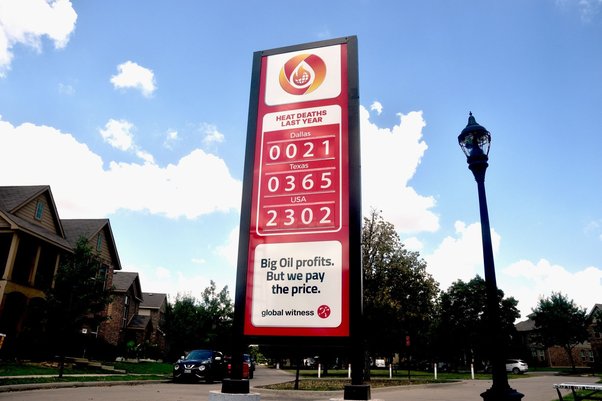 HEAT DEATHS
LAST YEAR
Dallas
0021
Texas
0365
USA
2302
Big Oil profits.
But we pay
the price.
global witness